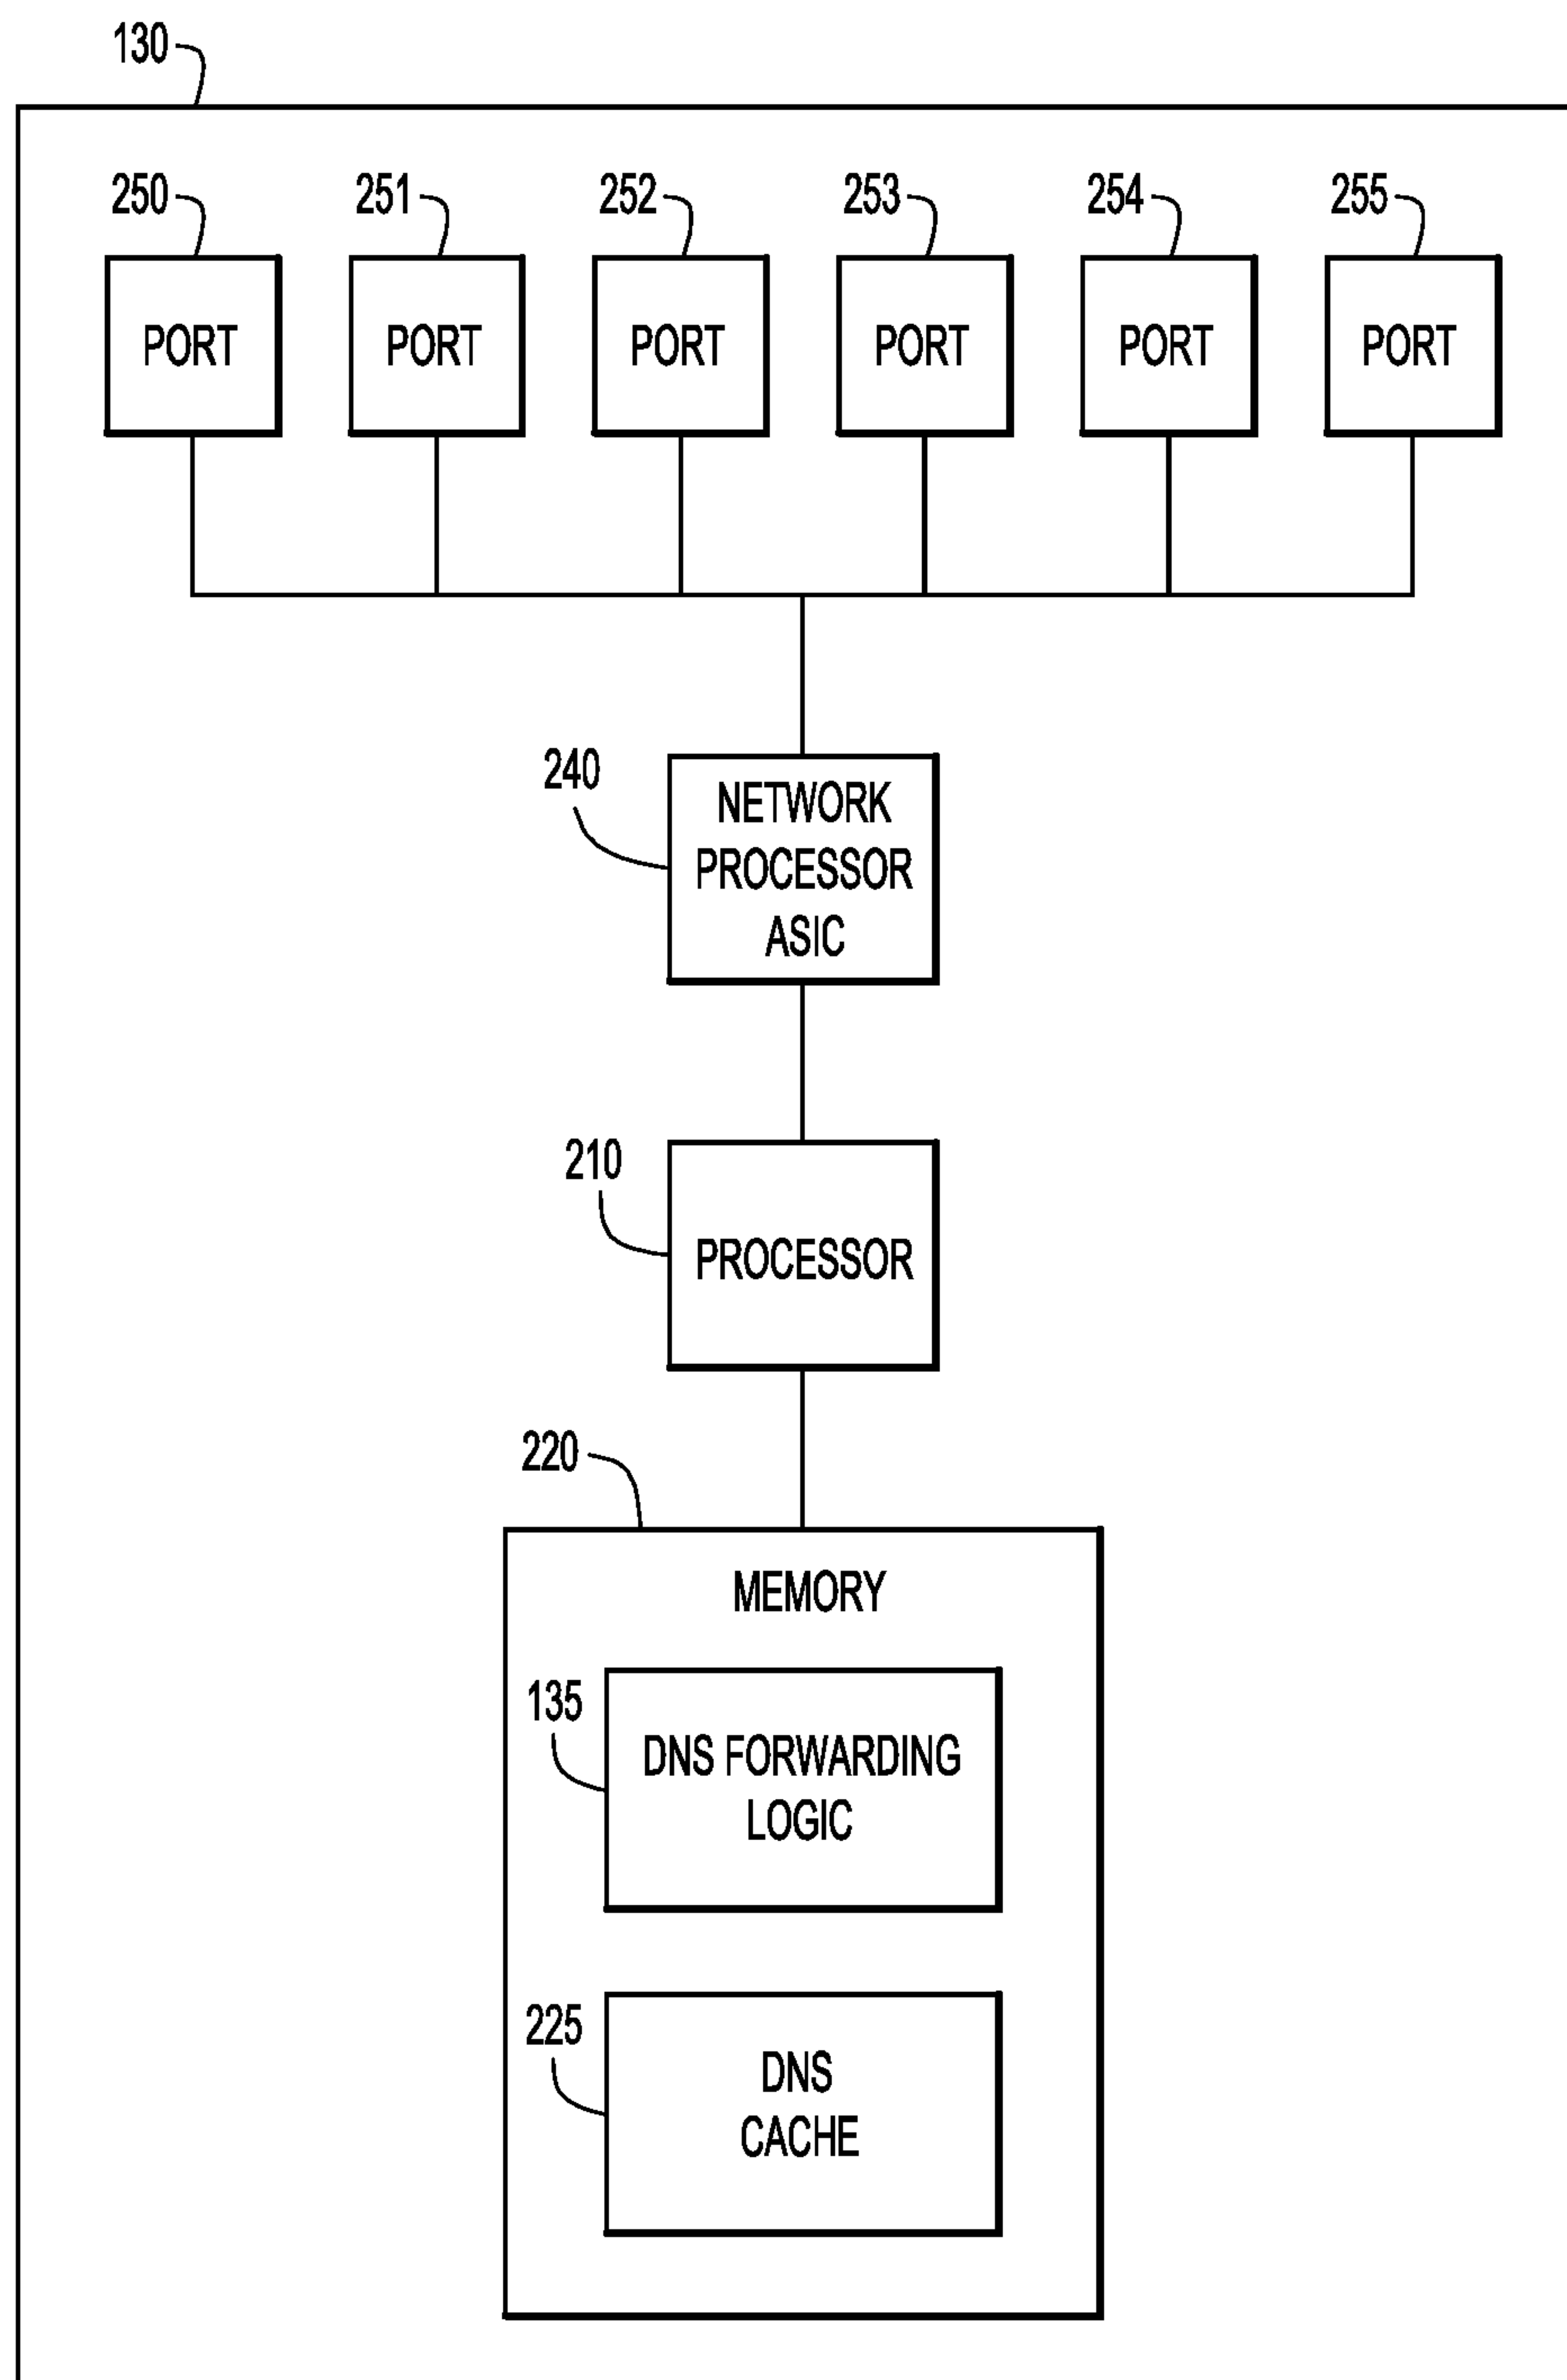 130
250 251 252 253 254 255
PORT PORT PORT PORT PORT PORT
240
NETWORK
PROCESSOR
ASIC
210
PROCESSOR
220
MEMORY
135
DNS FORWARDING
LOGIC
225
DNS
CACHE